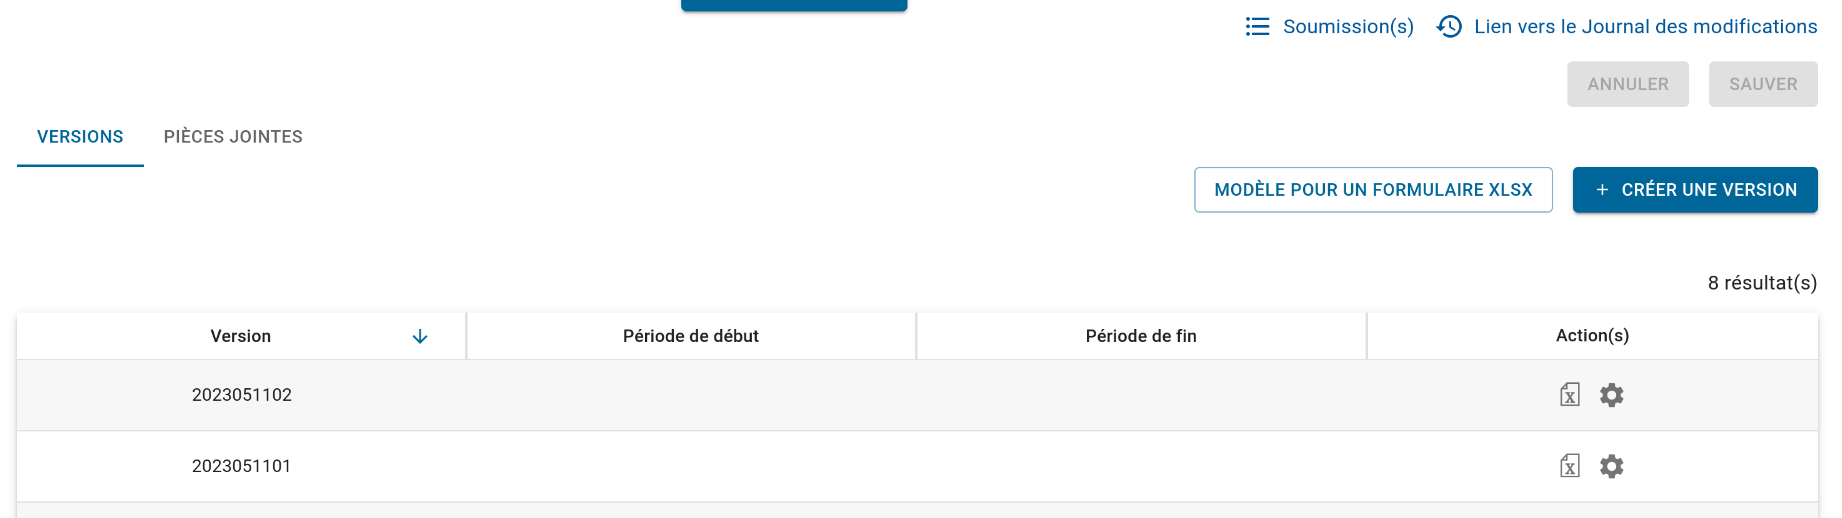 Soumission(s) Lien vers le Journal des modifications
ANNULER SAUVER
VERSIONS PIÈCES JOINTES
MODÈLE POUR UN FORMULAIRE XLSX + CRÉER UNE VERSION
8 résultat(s)
Version Période de début Période de fin Action(s)
2023051102
2023051101